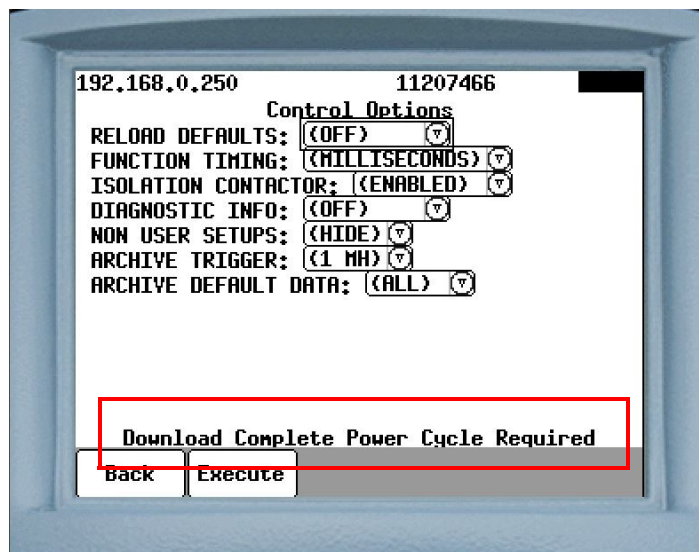 192.168.0.250 11207466
Control Options
RELOAD DEFAULTS: (OFF)
FUNCTION TIMING: (MILLISECONDS)
ISOLATION CONTACTOR: (ENABLED)
DIAGNOSTIC INFO: (OFF)
NON USER SETUPS: (HIDE)
ARCHIVE TRIGGER: (1 MH)
ARCHIVE DEFAULT DATA: (ALL)
Download Complete Power Cycle Required
Back Execute